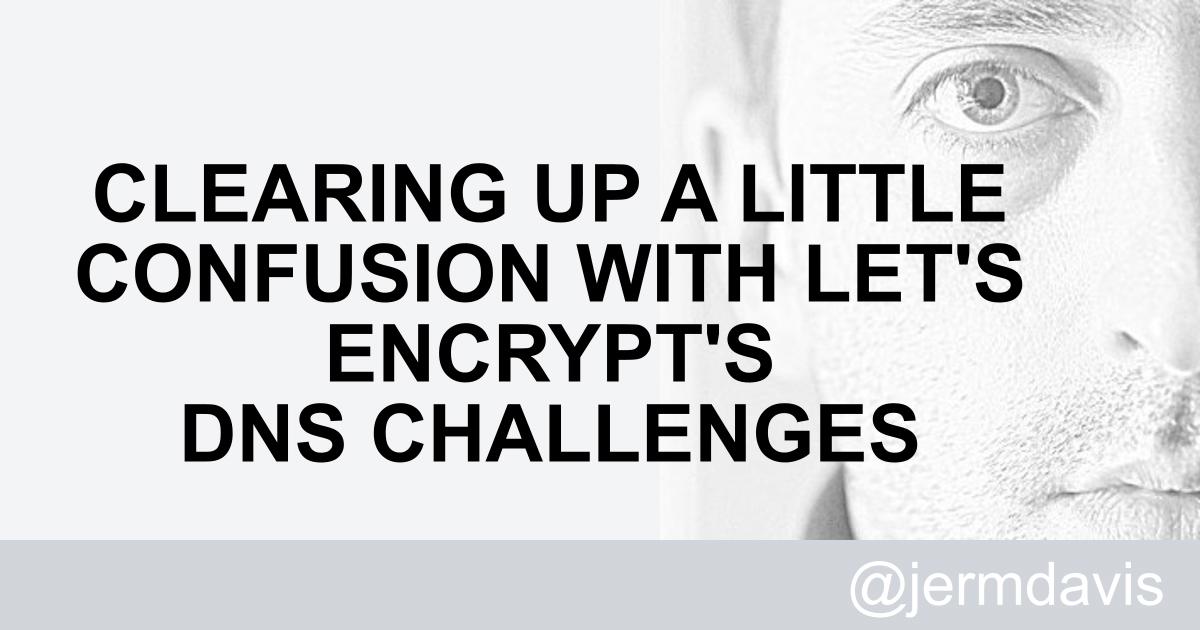 CLEARING UP A LITTLE
CONFUSION WITH LET'S
ENCRYPT'S
DNS CHALLENGES
@jermdavis